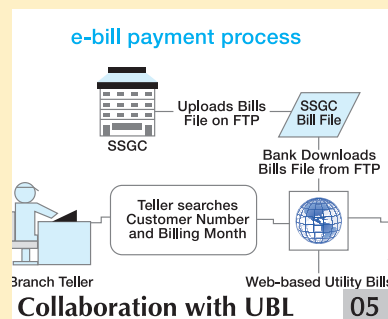 e-bill payment process
Uploads Bills
File on FTP
SSGC
Bill File
SSGC
Bank Downloads
Bills File from FTP
Teller searches
Customer Number
and Billing Month
Branch Teller
Web-based Utility Bills
Collaboration with UBL
05